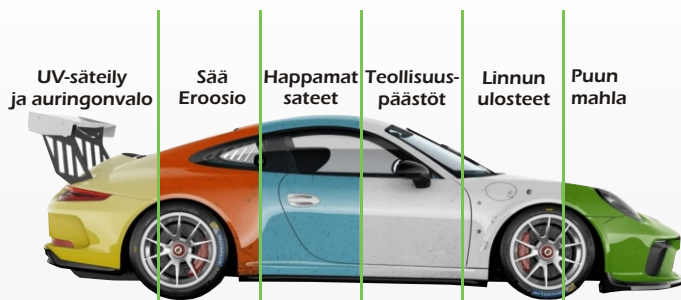 UV-säteily
ja auringonvalo
Sää
Eroosio
Happamat
sateet
Teollisuus-
päästöt
Linnun
ulosteet
Puun
mahla